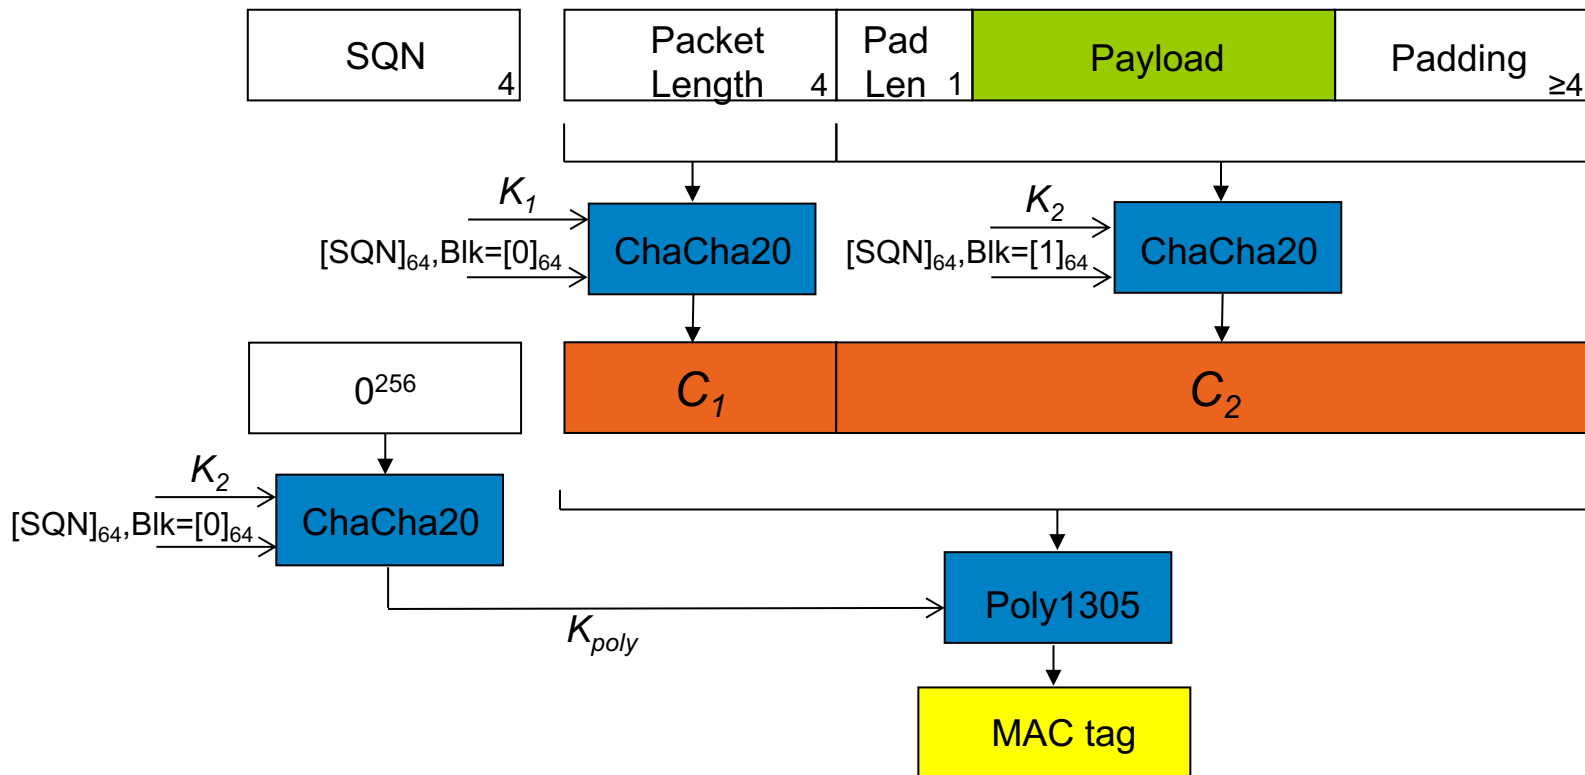 SQN
4
Packet
Length 4
Pad
Len 1
Payload
Padding
≥4
K₁
[SQN]₆₄,Blk=[0]₆₄
ChaCha20
K₂
[SQN]₆₄,Blk=[1]₆₄
ChaCha20
0²⁵⁶
C₁
C₂
K₂
[SQN]₆₄,Blk=[0]₆₄
ChaCha20
Poly1305
Kₚₒₗᵧ
MAC tag